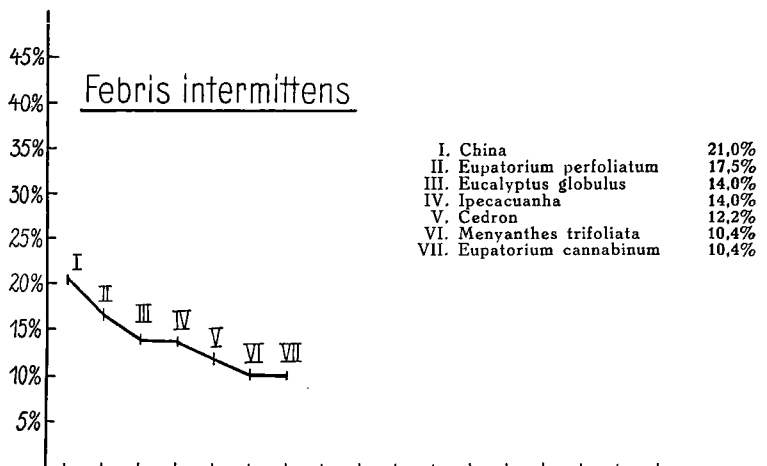 Febris intermittens
45%
40%
35%
30%
25%
20%
15%
10%
5%
I
II
III
IV
V
VI
VII
I. China 21,0%
II. Eupatorium perfoliatum 17,5%
III. Eucalyptus globulus 14,0%
IV. Ipecacuanha 14,0%
V. Cedron 12,2%
VI. Menyanthes trifoliata 10,4%
VII. Eupatorium cannabinum 10,4%